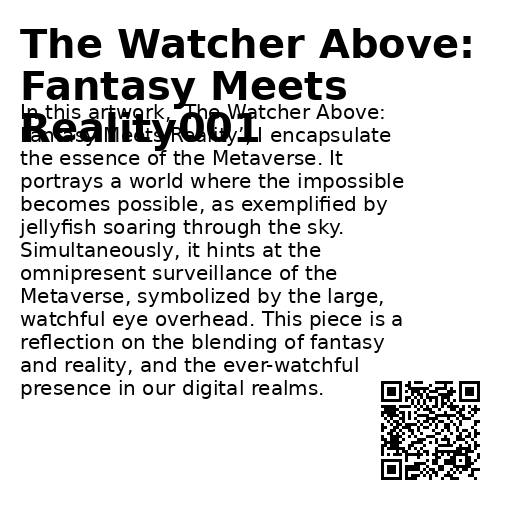 The Watcher Above:
Fantasy Meets
Reality001
In this artwork, 'The Watcher Above:
Fantasy Meets Reality', I encapsulate
the essence of the Metaverse. It
portrays a world where the impossible
becomes possible, as exemplified by
jellyfish soaring through the sky.
Simultaneously, it hints at the
omnipresent surveillance of the
Metaverse, symbolized by the large,
watchful eye overhead. This piece is a
reflection on the blending of fantasy
and reality, and the ever-watchful
presence in our digital realms.